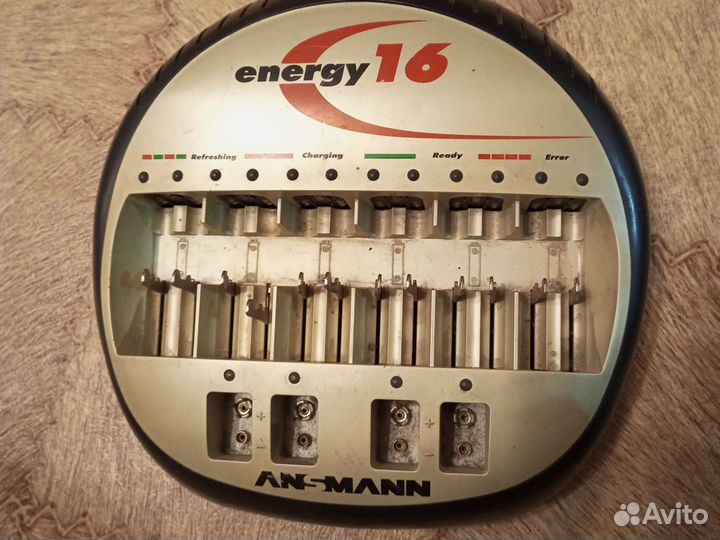 energy 16
Refreshing Charging Ready Error
+ +
- -
ANSMANN
Avito